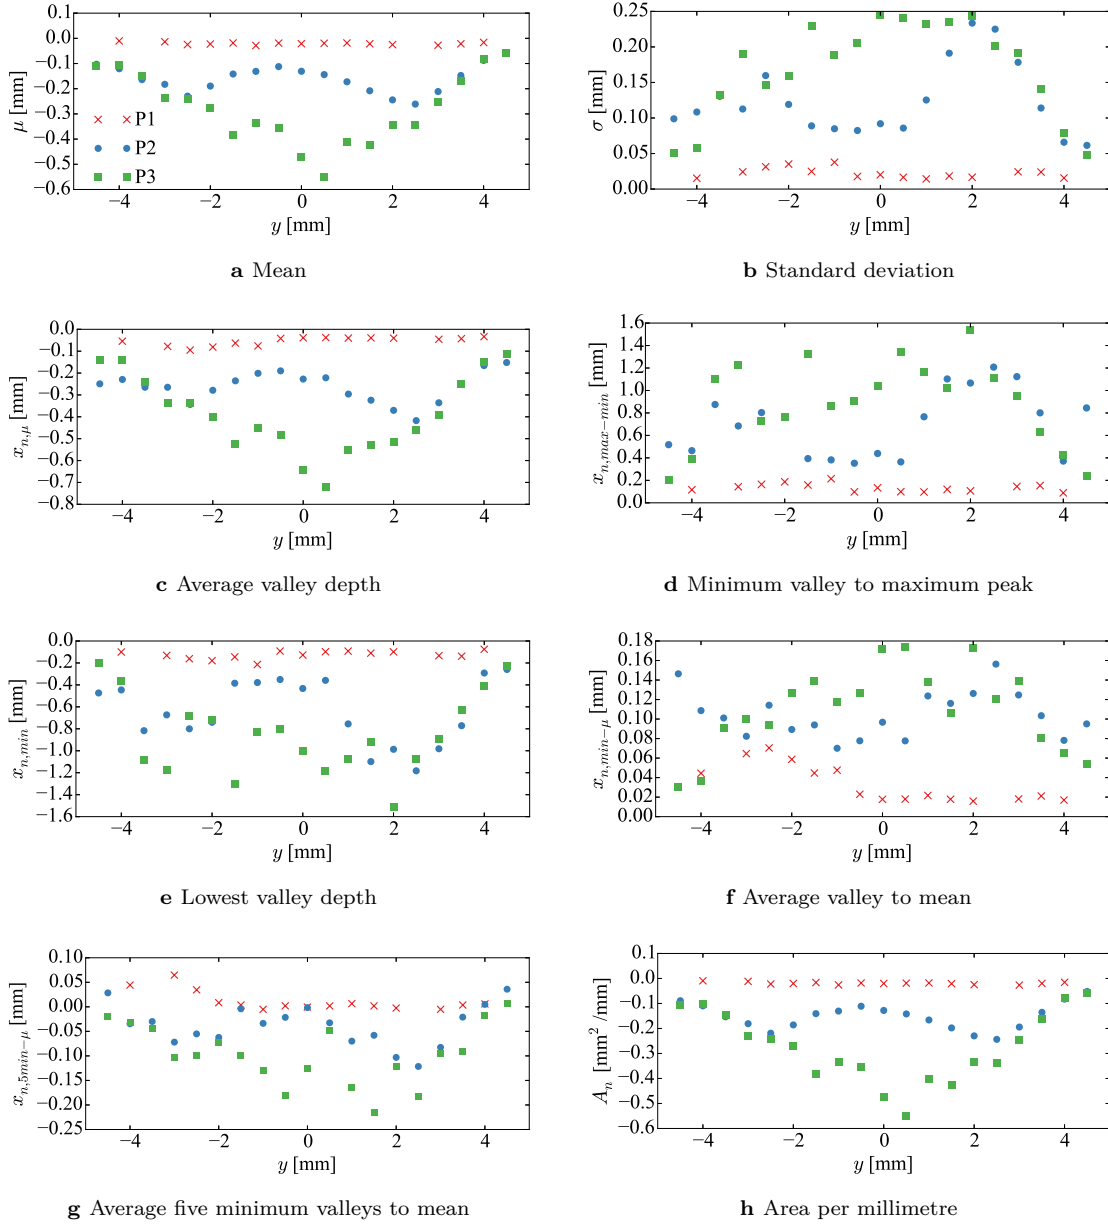 0.1
0.0
−0.1
−0.2
−0.3
−0.4
−0.5
−0.6
μ [mm]
P1
P2
P3
−4 −2 0 2 4
y [mm]
a Mean
0.25
0.20
0.15
0.10
0.05
0.00
σ [mm]
−4 −2 0 2 4
y [mm]
b Standard deviation
0.0
−0.1
−0.2
−0.3
−0.4
−0.5
−0.6
−0.7
−0.8
x_{n,μ} [mm]
−4 −2 0 2 4
y [mm]
c Average valley depth
1.6
1.4
1.2
1.0
0.8
0.6
0.4
0.2
0.0
x_{n,max−min} [mm]
−4 −2 0 2 4
y [mm]
d Minimum valley to maximum peak
0.0
−0.2
−0.4
−0.6
−0.8
−1.0
−1.2
−1.4
−1.6
x_{n,min} [mm]
−4 −2 0 2 4
y [mm]
e Lowest valley depth
0.18
0.16
0.14
0.12
0.10
0.08
0.06
0.04
0.02
0.00
x_{n,min−μ} [mm]
−4 −2 0 2 4
y [mm]
f Average valley to mean
0.10
0.05
0.00
−0.05
−0.10
−0.15
−0.20
−0.25
x_{n,5min−μ} [mm]
−4 −2 0 2 4
y [mm]
g Average five minimum valleys to mean
0.1
0.0
−0.1
−0.2
−0.3
−0.4
−0.5
−0.6
A_n [mm²/mm]
−4 −2 0 2 4
y [mm]
h Area per millimetre